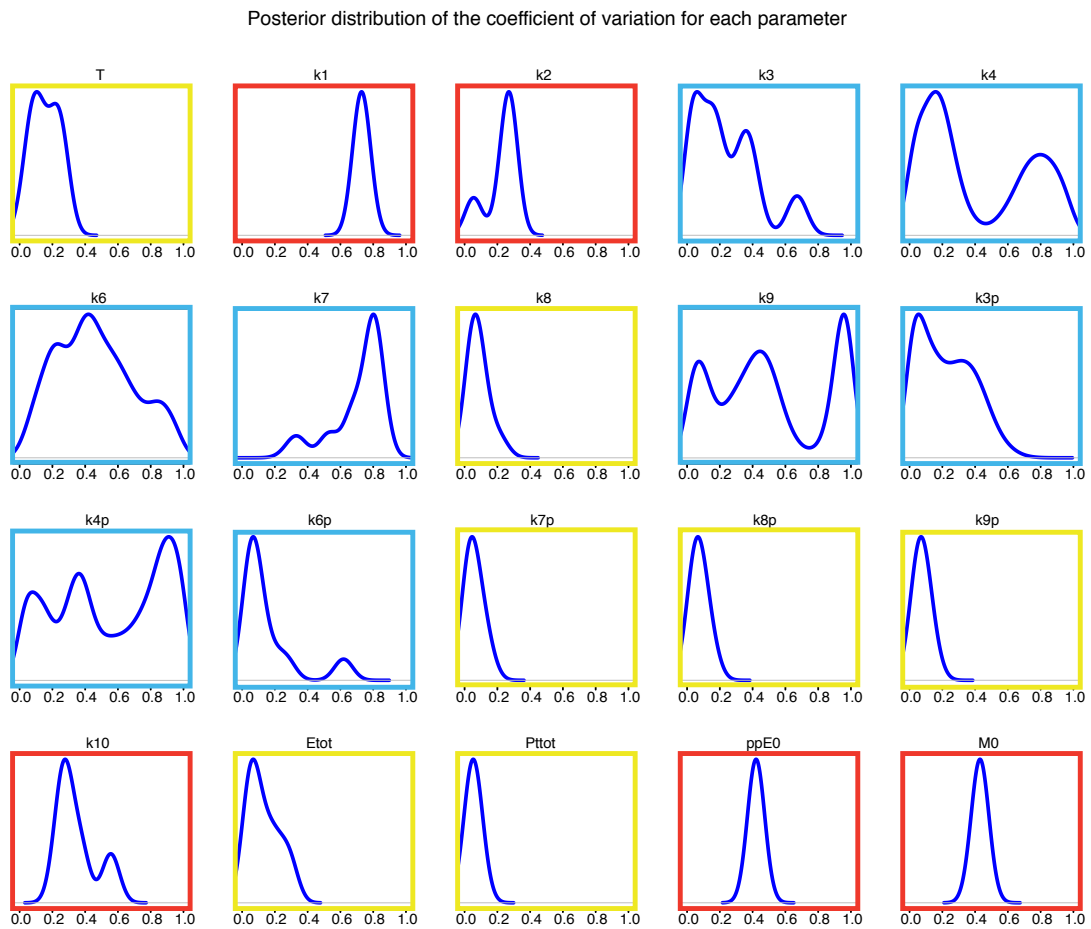 Posterior distribution of the coefficient of variation for each parameter
T k1 k2 k3 k4
0.0 0.2 0.4 0.6 0.8 1.0 0.0 0.2 0.4 0.6 0.8 1.0 0.0 0.2 0.4 0.6 0.8 1.0 0.0 0.2 0.4 0.6 0.8 1.0 0.0 0.2 0.4 0.6 0.8 1.0
k6 k7 k8 k9 k3p
0.0 0.2 0.4 0.6 0.8 1.0 0.0 0.2 0.4 0.6 0.8 1.0 0.0 0.2 0.4 0.6 0.8 1.0 0.0 0.2 0.4 0.6 0.8 1.0 0.0 0.2 0.4 0.6 0.8 1.0
k4p k6p k7p k8p k9p
0.0 0.2 0.4 0.6 0.8 1.0 0.0 0.2 0.4 0.6 0.8 1.0 0.0 0.2 0.4 0.6 0.8 1.0 0.0 0.2 0.4 0.6 0.8 1.0 0.0 0.2 0.4 0.6 0.8 1.0
k10 Etot Pttot ppE0 M0
0.0 0.2 0.4 0.6 0.8 1.0 0.0 0.2 0.4 0.6 0.8 1.0 0.0 0.2 0.4 0.6 0.8 1.0 0.0 0.2 0.4 0.6 0.8 1.0 0.0 0.2 0.4 0.6 0.8 1.0